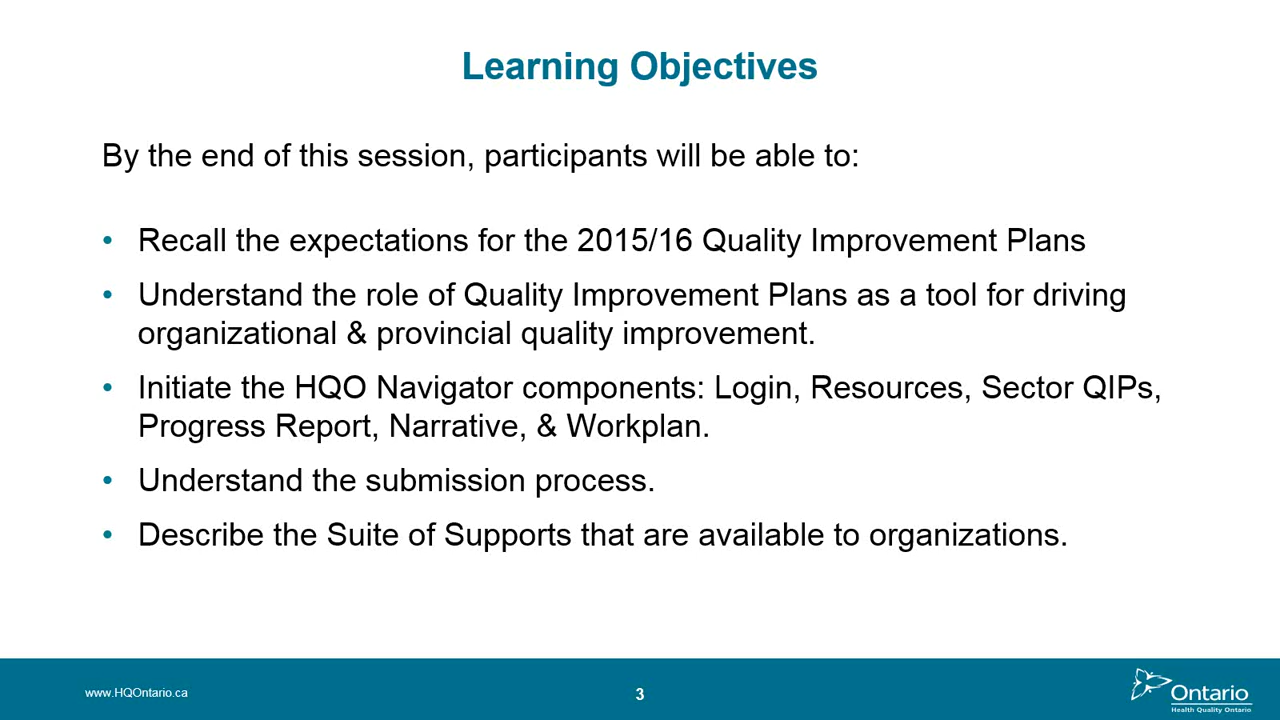 Learning Objectives
By the end of this session, participants will be able to:
• Recall the expectations for the 2015/16 Quality Improvement Plans
• Understand the role of Quality Improvement Plans as a tool for driving
organizational & provincial quality improvement.
• Initiate the HQO Navigator components: Login, Resources, Sector QIPs,
Progress Report, Narrative, & Workplan.
• Understand the submission process.
• Describe the Suite of Supports that are available to organizations.
www.HQOntario.ca
3
Ontario
Health Quality Ontario